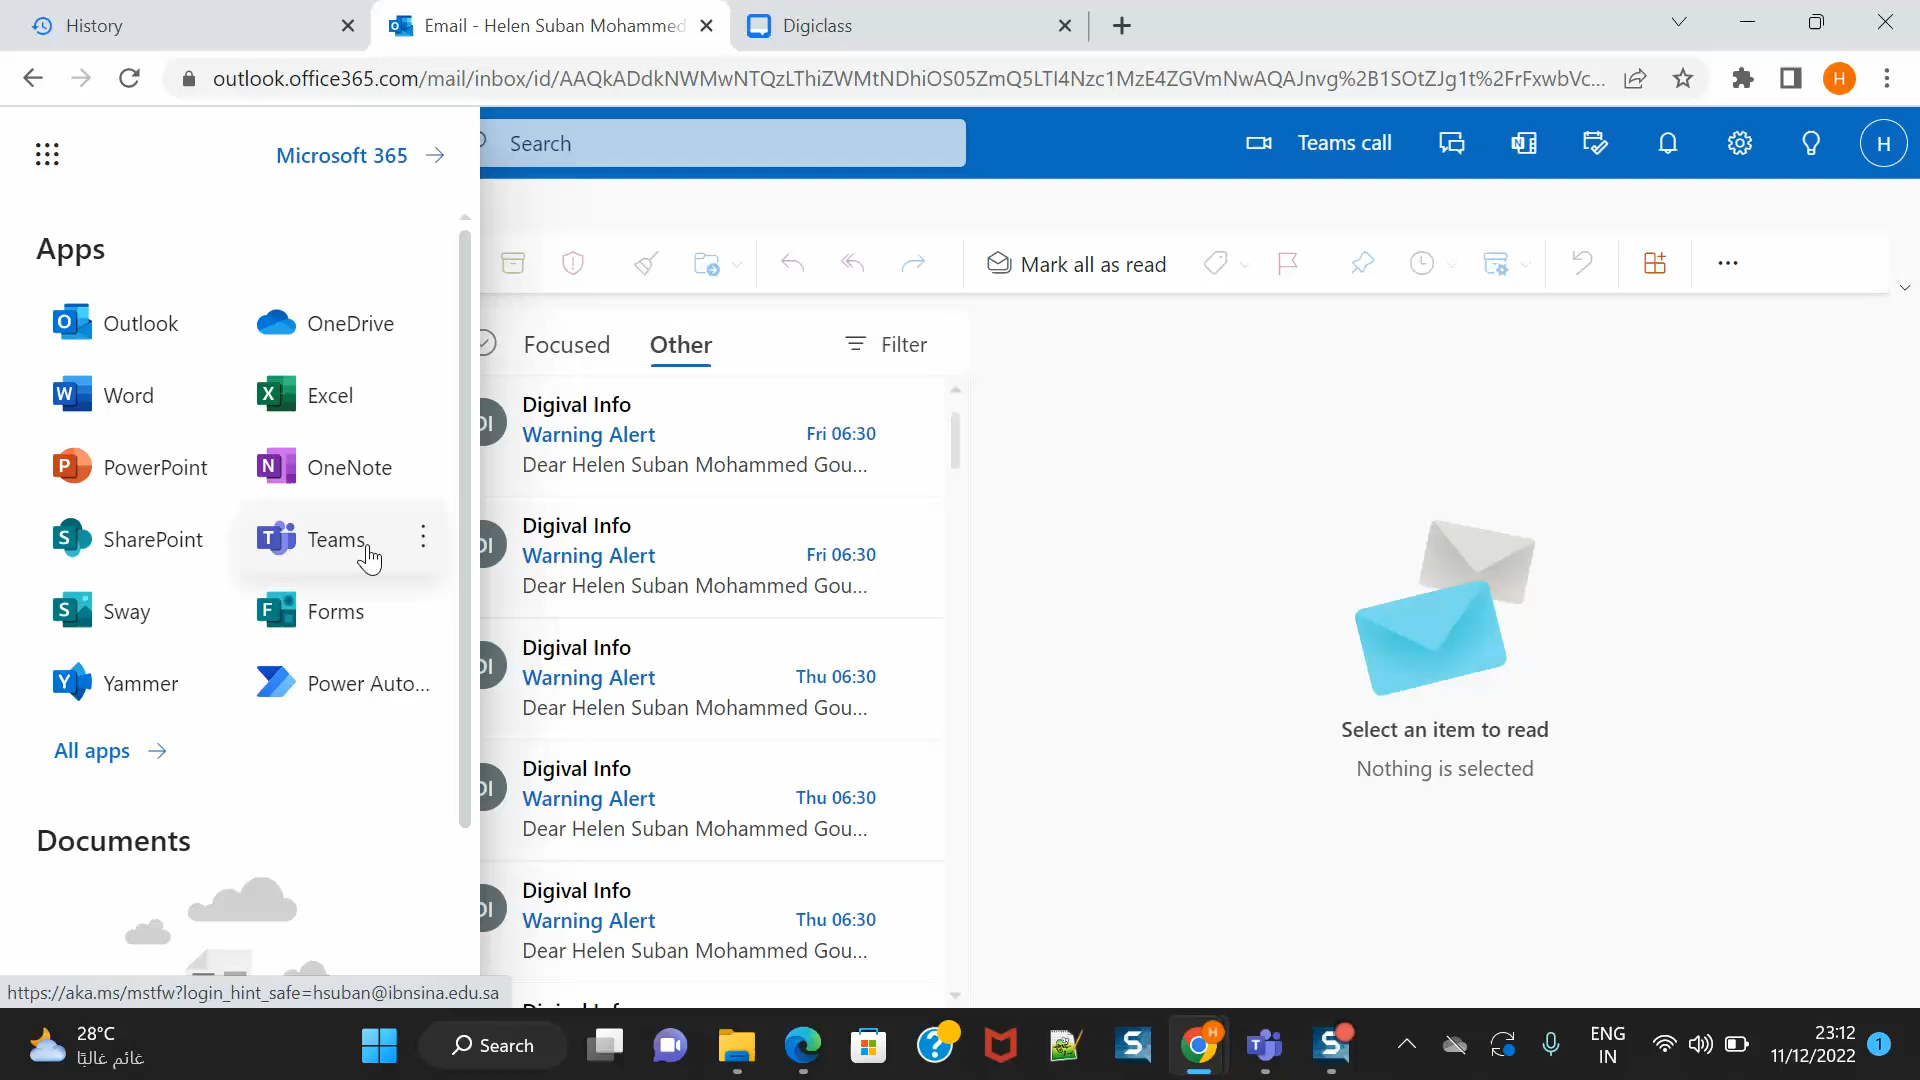 History
Email - Helen Suban Mohammed
Digiclass
outlook.office365.com/mail/inbox/id/AAQkADdkNWMwNTQzLThiZWMtNDhiOS05ZmQ5LTI4Nzc1MzE4ZGVmNwAQAJnvg%2B1SOtZJg1t%2FrFxwbVc...
H
Microsoft 365
Search
Teams call
H
Apps
Mark all as read
Outlook
OneDrive
Focused
Other
Filter
Word
Excel
PowerPoint
OneNote
SharePoint
Teams
Sway
Forms
Yammer
Power Auto...
All apps
Documents
Digival Info
Warning Alert Fri 06:30
Dear Helen Suban Mohammed Gou...
Digival Info
Warning Alert Fri 06:30
Dear Helen Suban Mohammed Gou...
Digival Info
Warning Alert Thu 06:30
Dear Helen Suban Mohammed Gou...
Digival Info
Warning Alert Thu 06:30
Dear Helen Suban Mohammed Gou...
Digival Info
Warning Alert Thu 06:30
Dear Helen Suban Mohammed Gou...
Select an item to read
Nothing is selected
https://aka.ms/mstfw?login_hint_safe=hsuban@ibnsina.edu.sa
28°C
غائم غالبًا
Search
ENG
IN
23:12
11/12/2022
1